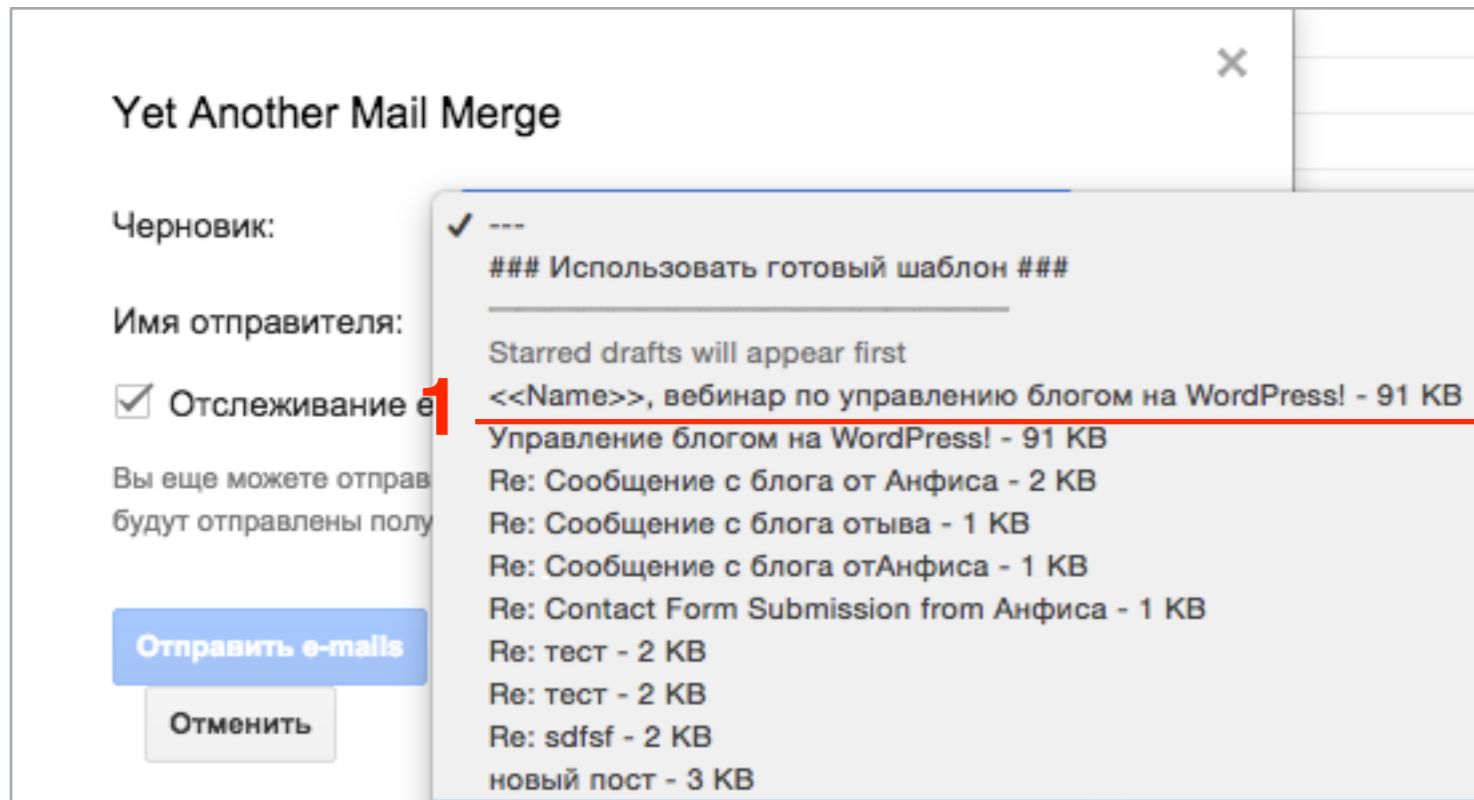 Yet Another Mail Merge
Черновик:
✓ ---
### Использовать готовый шаблон ###
Имя отправителя:
Starred drafts will appear first
Отслеживание e
1
<<Name>>, вебинар по управлению блогом на WordPress! - 91 KB
Управление блогом на WordPress! - 91 KB
Вы еще можете отправ
будут отправлены полу
Re: Сообщение с блога от Анфиса - 2 KB
Re: Сообщение с блога отыва - 1 KB
Re: Сообщение с блога отАнфиса - 1 KB
Re: Contact Form Submission from Анфиса - 1 KB
Re: тест - 2 KB
Re: тест - 2 KB
Re: sdfsf - 2 KB
новый пост - 3 KB
Отправить e-mails
Отменить